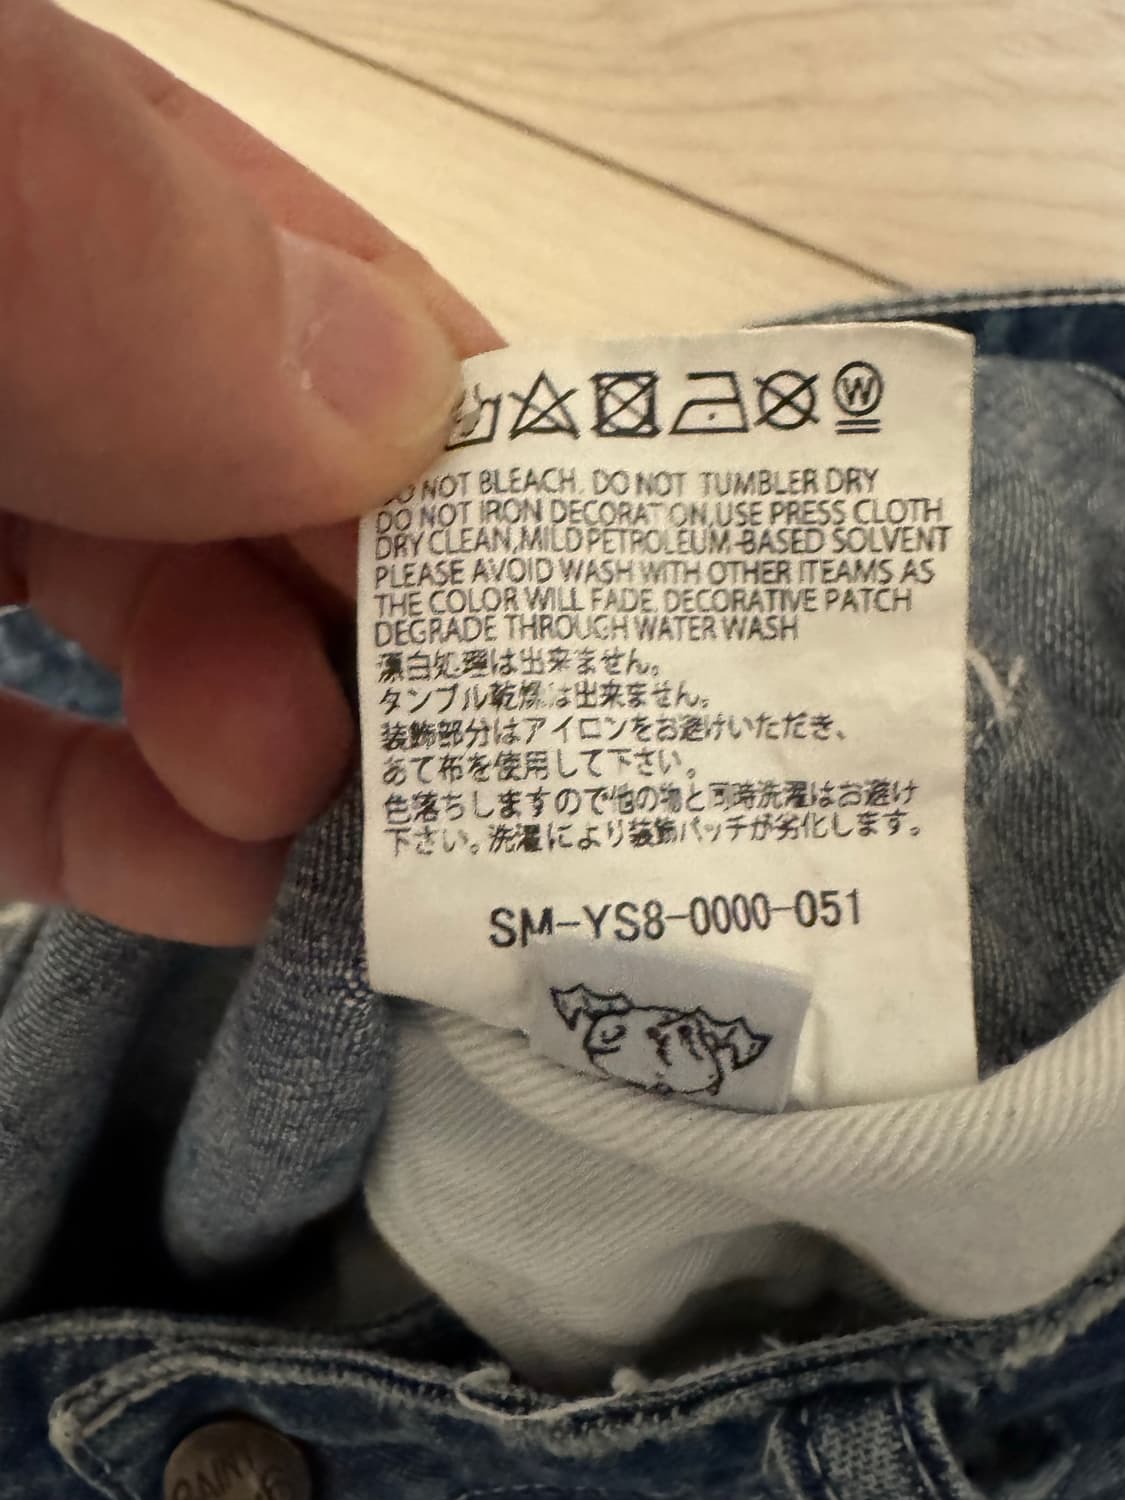 W
DO NOT BLEACH. DO NOT TUMBLER DRY
DO NOT IRON DECORATION,USE PRESS CLOTH
DRY CLEAN,MILD PETROLEUM-BASED SOLVENT
PLEASE AVOID WASH WITH OTHER ITEAMS AS
THE COLOR WILL FADE. DECORATIVE PATCH
DEGRADE THROUGH WATER WASH
漂白処理は出来ません。
タンブル乾燥は出来ません。
装飾部分はアイロンをお避けいただき、
あて布を使用して下さい。
色落ちしますので他の物と同時洗濯はお避け
下さい。洗濯により装飾パッチが劣化します。
SM-YS8-0000-051